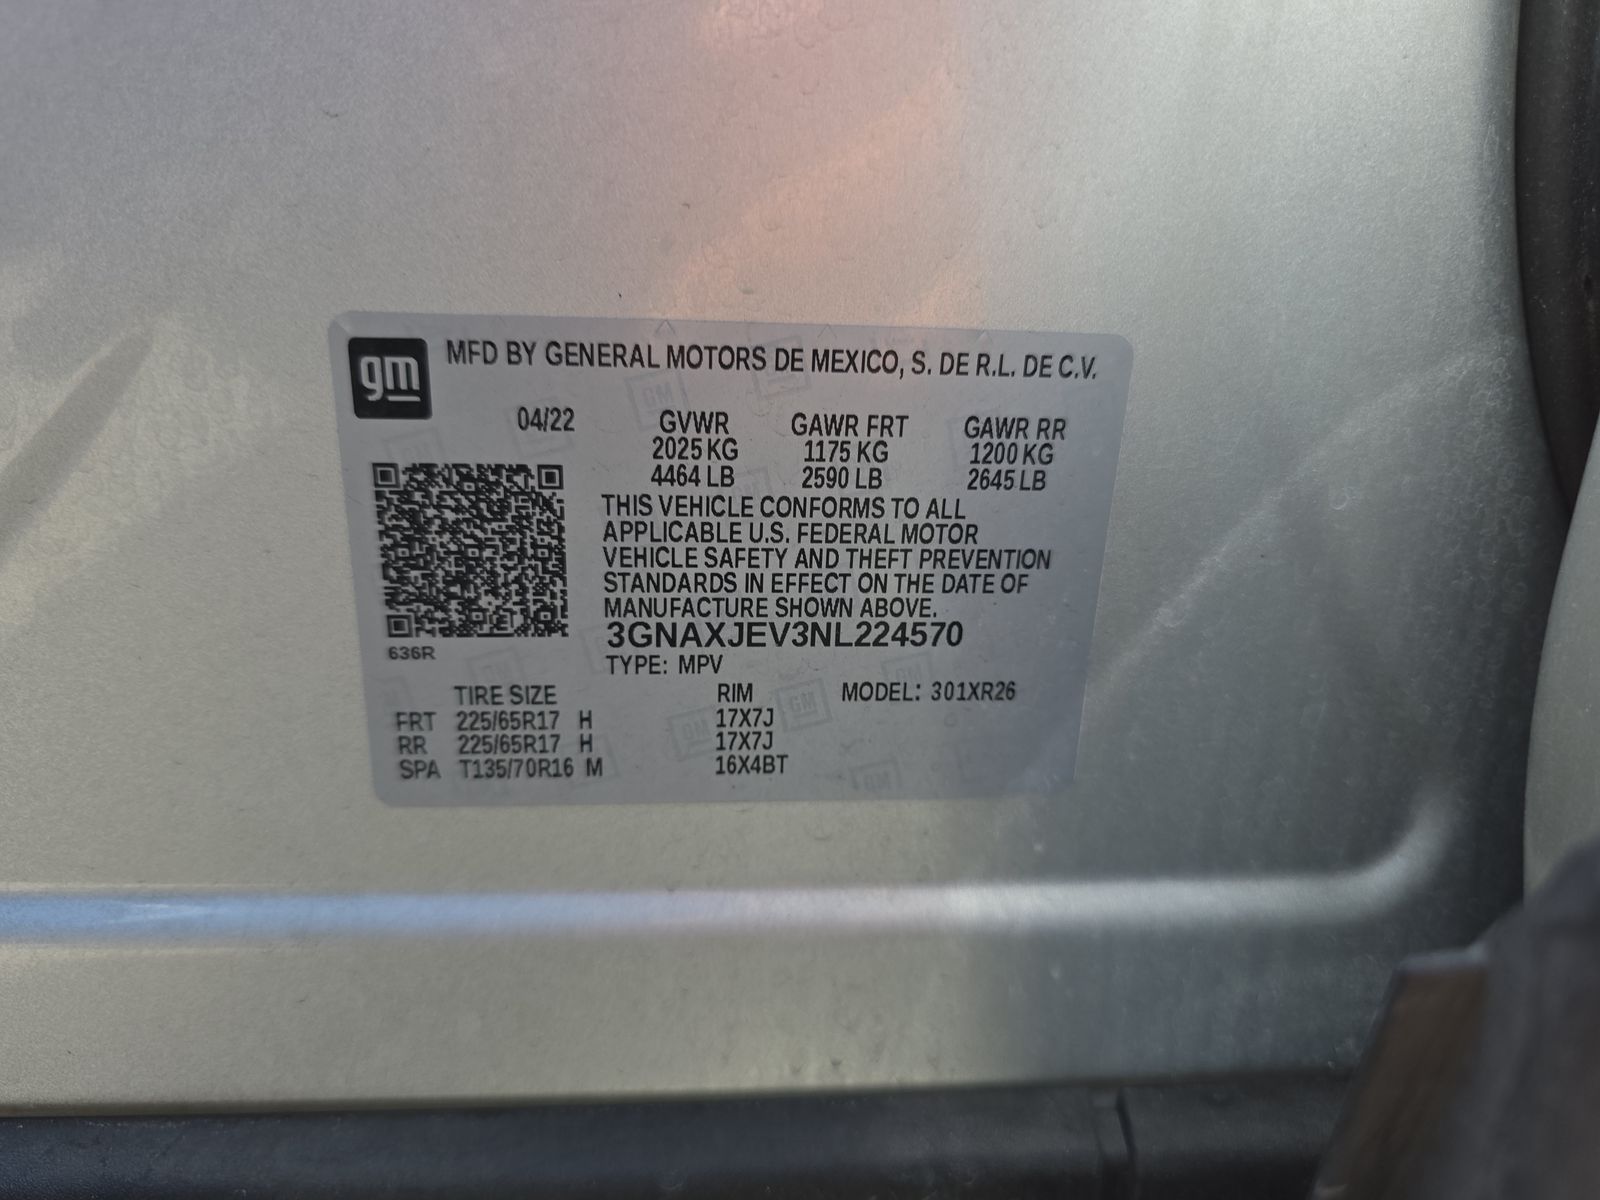 gm
MFD BY GENERAL MOTORS DE MEXICO, S. DE R.L. DE C.V.
04/22 GVWR GAWR FRT GAWR RR
2025 KG 1175 KG 1200 KG
4464 LB 2590 LB 2645 LB
THIS VEHICLE CONFORMS TO ALL
APPLICABLE U.S. FEDERAL MOTOR
VEHICLE SAFETY AND THEFT PREVENTION
STANDARDS IN EFFECT ON THE DATE OF
MANUFACTURE SHOWN ABOVE.
3GNAXJEV3NL224570
636R
TYPE: MPV
TIRE SIZE RIM MODEL: 301XR26
FRT 225/65R17 H 17X7J
RR 225/65R17 H 17X7J
SPA T135/70R16 M 16X4BT